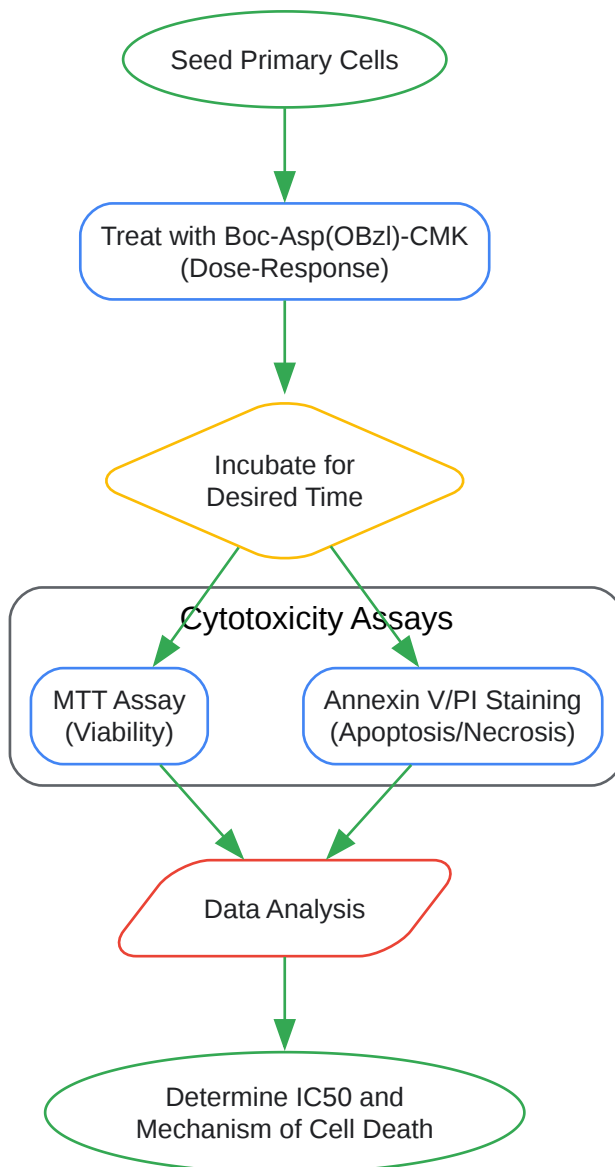 Seed Primary Cells
Treat with Boc-Asp(OBzl)-CMK
(Dose-Response)
Incubate for
Desired Time
Cytotoxicity Assays
MTT Assay
(Viability)
Annexin V/PI Staining
(Apoptosis/Necrosis)
Data Analysis
Determine IC50 and
Mechanism of Cell Death